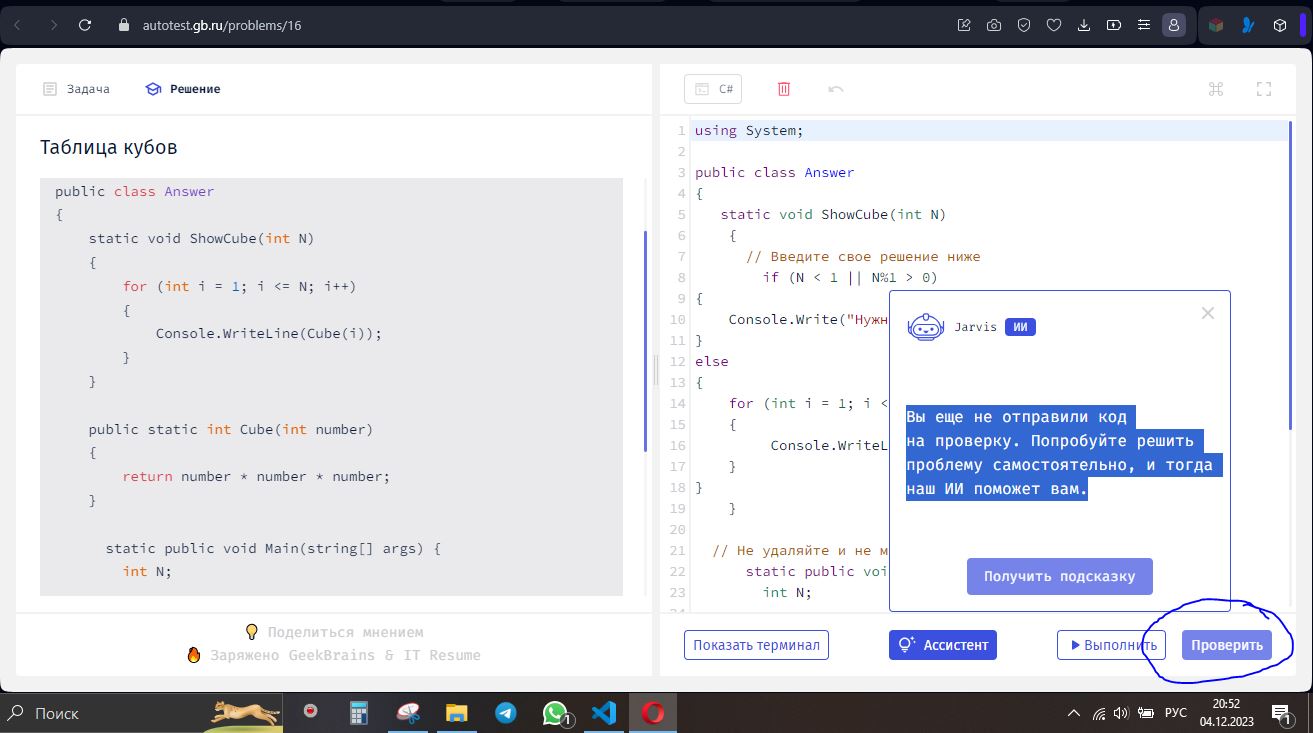 autotest.gb.ru/problems/16
Задача
Решение
Таблица кубов
public class Answer
{
static void ShowCube(int N)
{
for (int i = 1; i <= N; i++)
{
Console.WriteLine(Cube(i));
}
}
public static int Cube(int number)
{
return number * number * number;
}
static public void Main(string[] args) {
int N;
Поделиться мнением
Заряжено GeekBrains & IT Resume
C#
1 using System;
2
3 public class Answer
4 {
5 static void ShowCube(int N)
6 {
7 // Введите свое решение ниже
8 if (N < 1 || N%1 > 0)
9 {
10 Console.Write("Нужн
11 }
12 else
13 {
14 for (int i = 1; i <
15 {
16 Console.WriteL
17 }
18 }
19 }
20
21 // Не удаляйте и не м
22 static public voi
23 int N;
Jarvis ИИ
Вы еще не отправили код
на проверку. Попробуйте решить
проблему самостоятельно, и тогда
наш ИИ поможет вам.
Получить подсказку
Показать терминал
Ассистент
Выполнить
Проверить
Поиск
1
РУС
20:52
04.12.2023
1